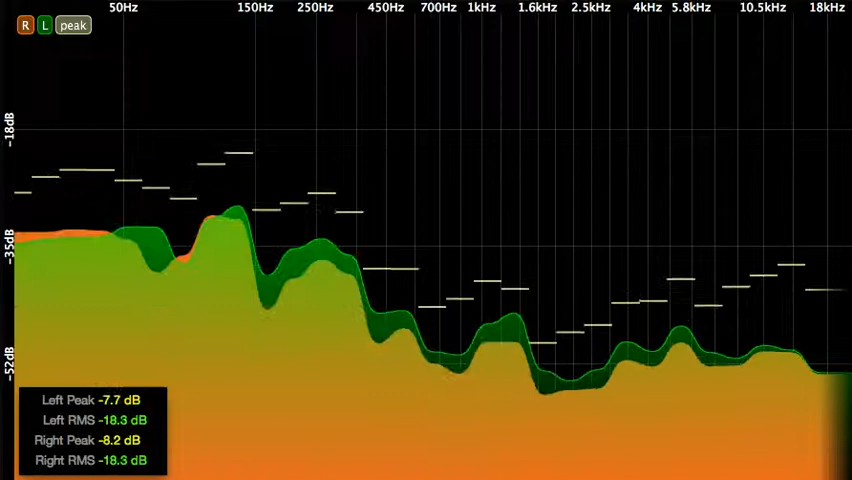 50Hz 150Hz 250Hz 450Hz 700Hz 1kHz 1.6kHz 2.5kHz 4kHz 5.8kHz 10.5kHz 18kHz
R L peak
-18dB
-35dB
-52dB
Left Peak -7.7 dB
Left RMS -18.3 dB
Right Peak -8.2 dB
Right RMS -18.3 dB